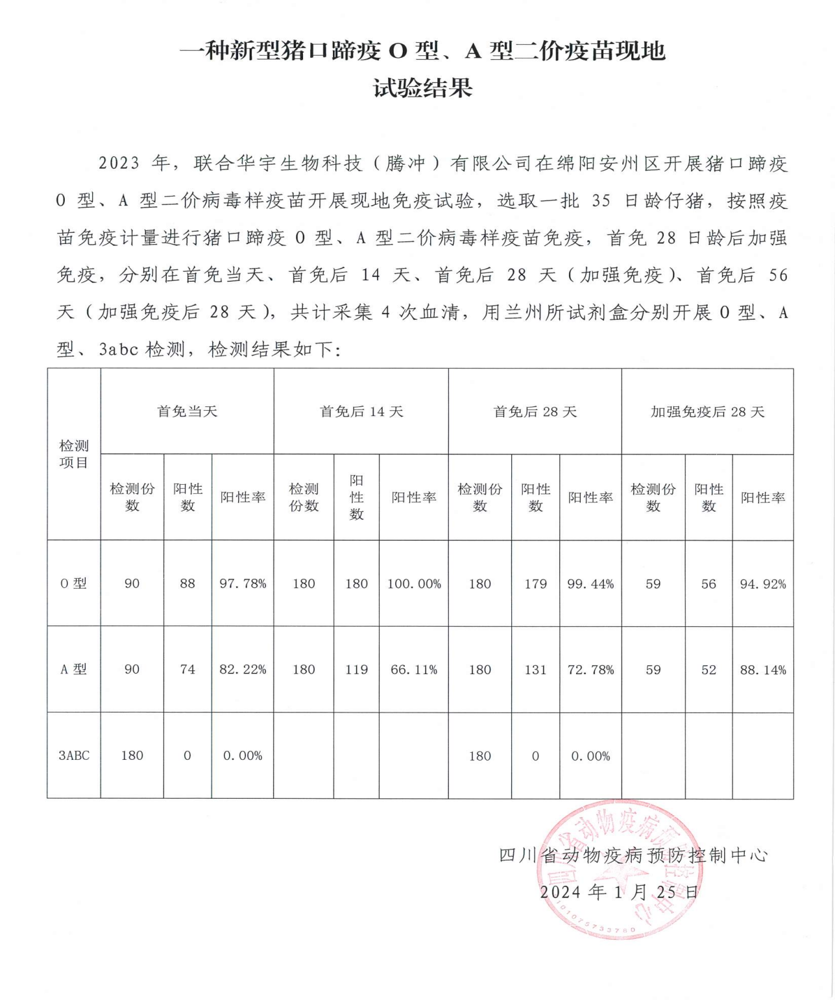 一种新型猪口蹄疫 O 型、A 型二价疫苗现地
试验结果
2023 年，联合华宇生物科技（腾冲）有限公司在绵阳安州区开展猪口蹄疫
O 型、A 型二价病毒样疫苗开展现地免疫试验，选取一批 35 日龄仔猪，按照疫
苗免疫计量进行猪口蹄疫 O 型、A 型二价病毒样疫苗免疫，首免 28 日龄后加强
免疫，分别在首免当天、首免后 14 天、首免后 28 天（加强免疫）、首免后 56
天（加强免疫后 28 天），共计采集 4 次血清，用兰州所试剂盒分别开展 O 型、A
型、3abc 检测，检测结果如下：
检测项目 首免当天 首免后 14 天 首免后 28 天 加强免疫后 28 天
检测份数 阳性数 阳性率 检测份数 阳性数 阳性率 检测份数 阳性数 阳性率 检测份数 阳性数 阳性率
O 型 90 88 97.78% 180 180 100.00% 180 179 99.44% 59 56 94.92%
A 型 90 74 82.22% 180 119 66.11% 180 131 72.78% 59 52 88.14%
3ABC 180 0 0.00% 180 0 0.00%
四川省动物疫病预防控制中心
2024 年 1 月 25 日
四川省动物疫病预防控制中心